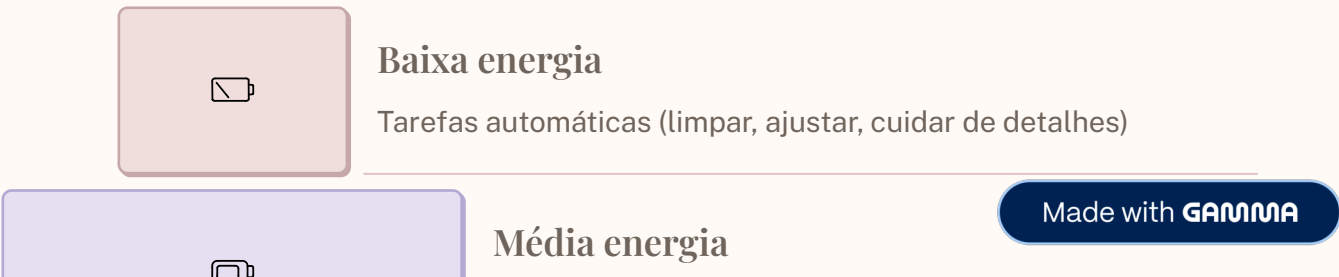 Baixa energia
Tarefas automáticas (limpar, ajustar, cuidar de detalhes)
Média energia
Made with GAMMA